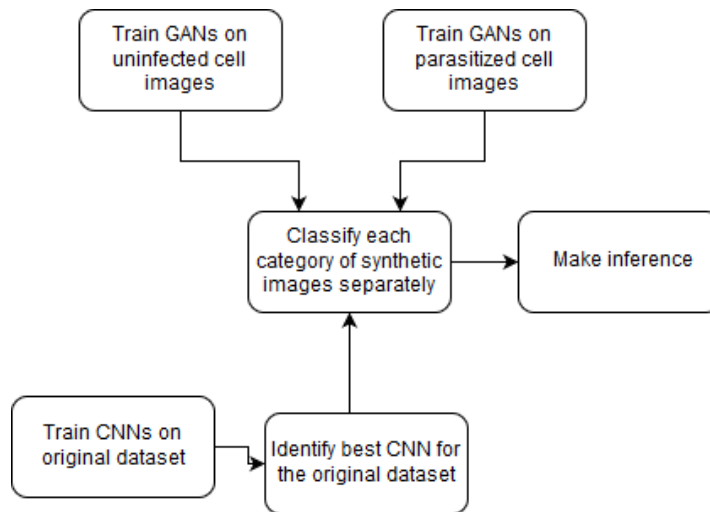 Train GANs on
uninfected cell
images
Train GANs on
parasitized cell
images
Classify each
category of synthetic
images separately
Make inference
Train CNNs on
original dataset
Identify best CNN for
the original dataset